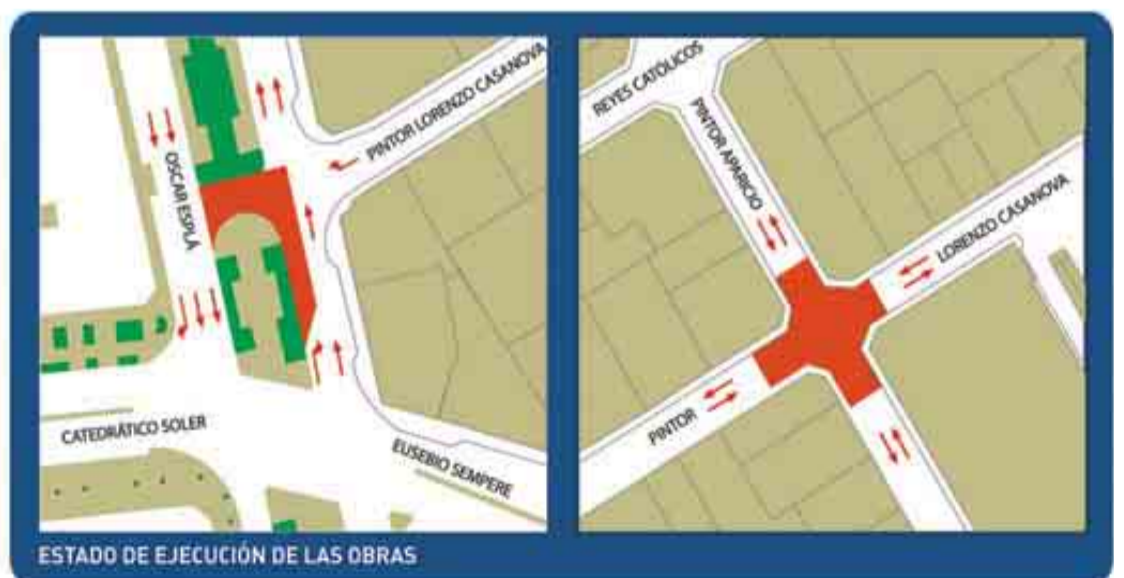 OSCAR ESPLÁ
PINTOR LORENZO CASANOVA
CATEDRÁTICO SOLER
EUSEBIO SEMPERE
REYES CATÓLICOS
PINTOR APARICIO
LORENZO CASANOVA
PINTOR
ESTADO DE EJECUCIÓN DE LAS OBRAS